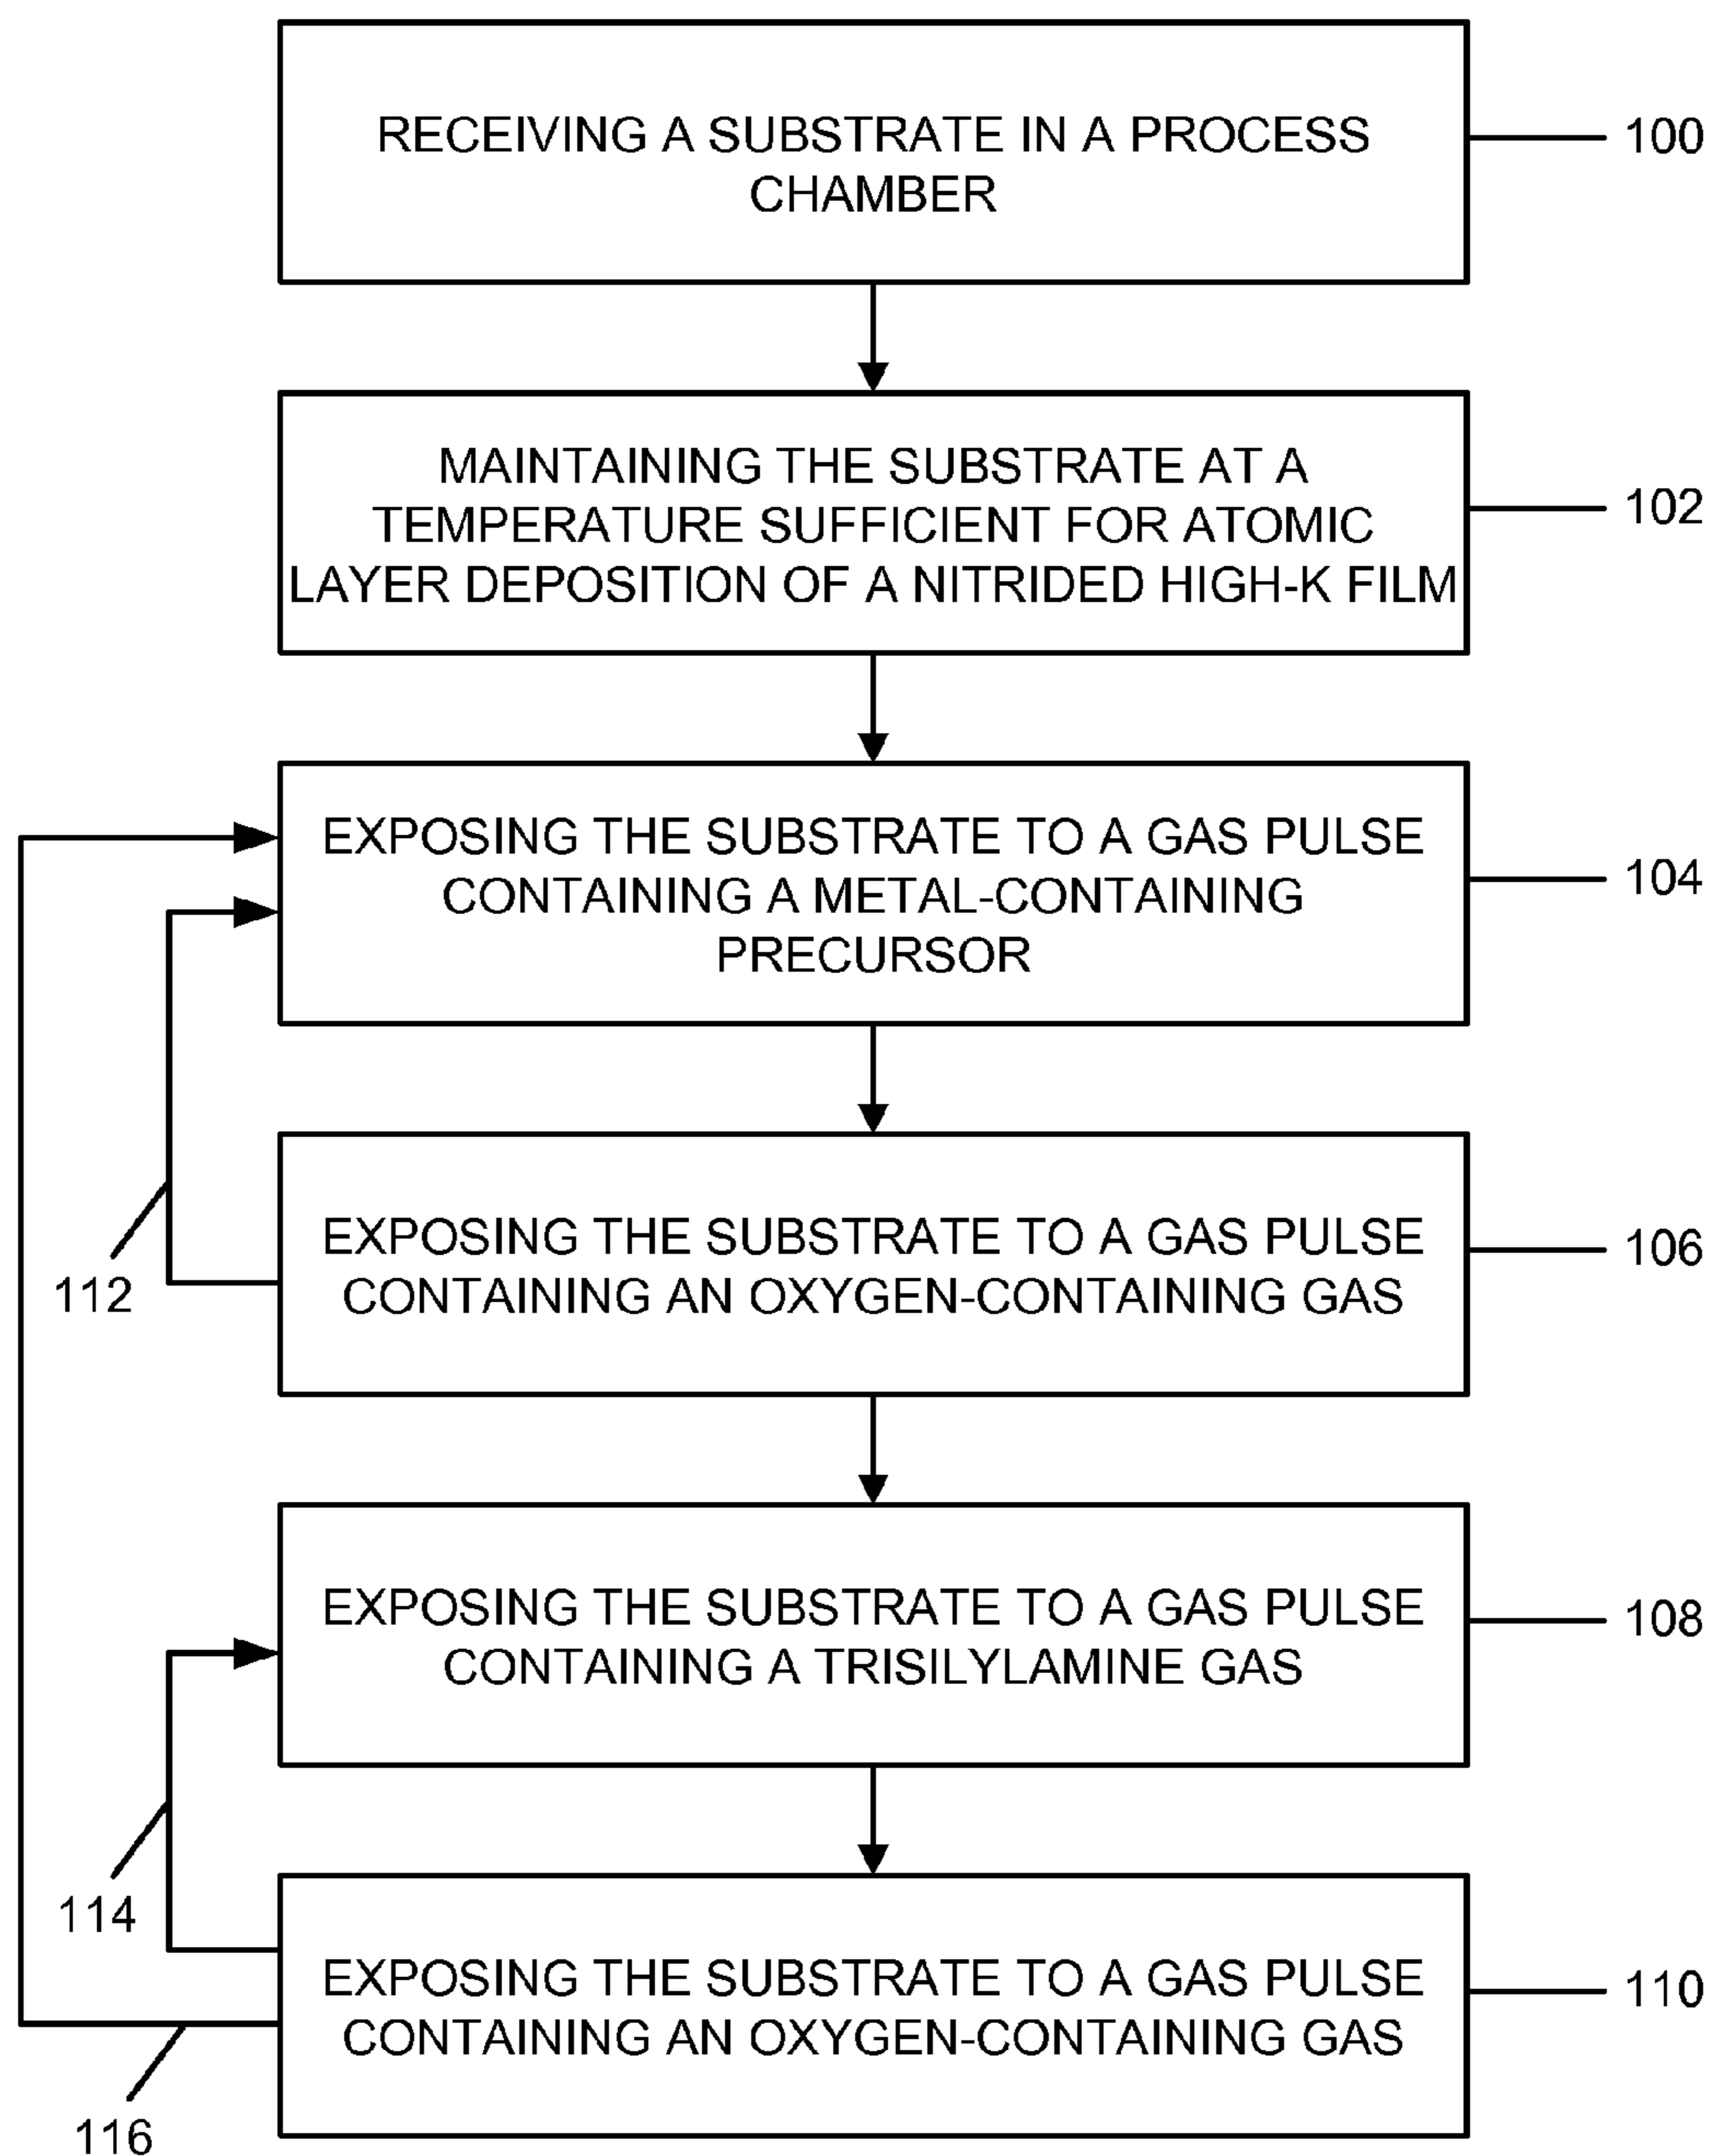 RECEIVING A SUBSTRATE IN A PROCESS
CHAMBER
100
MAINTAINING THE SUBSTRATE AT A
TEMPERATURE SUFFICIENT FOR ATOMIC
LAYER DEPOSITION OF A NITRIDED HIGH-K FILM
102
EXPOSING THE SUBSTRATE TO A GAS PULSE
CONTAINING A METAL-CONTAINING
PRECURSOR
104
EXPOSING THE SUBSTRATE TO A GAS PULSE
CONTAINING AN OXYGEN-CONTAINING GAS
106
112
EXPOSING THE SUBSTRATE TO A GAS PULSE
CONTAINING A TRISILYLAMINE GAS
108
114
EXPOSING THE SUBSTRATE TO A GAS PULSE
CONTAINING AN OXYGEN-CONTAINING GAS
110
116